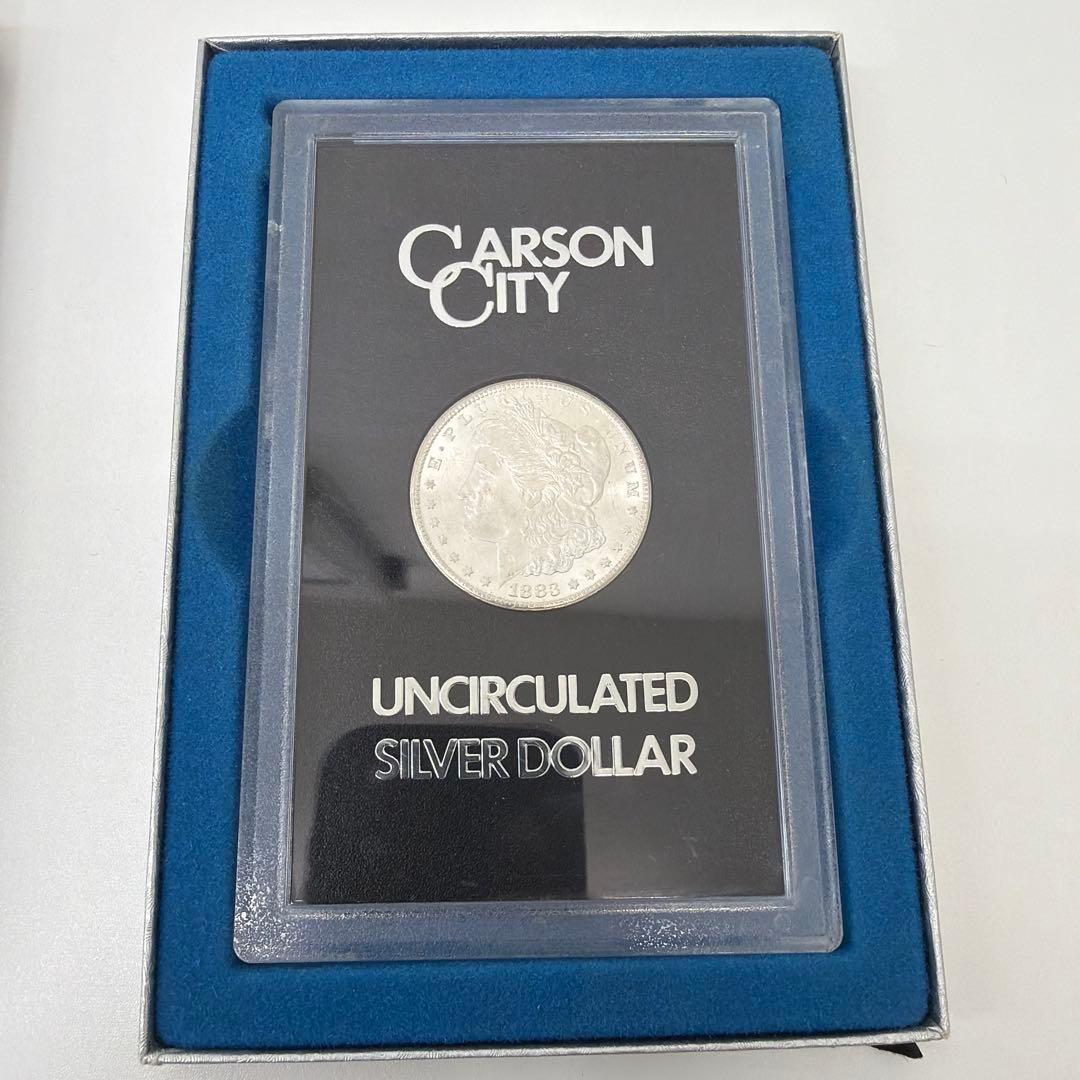 CARSON
CITY
E · PLURIBUS UNUM
1883
UNCIRCULATED
SILVER DOLLAR